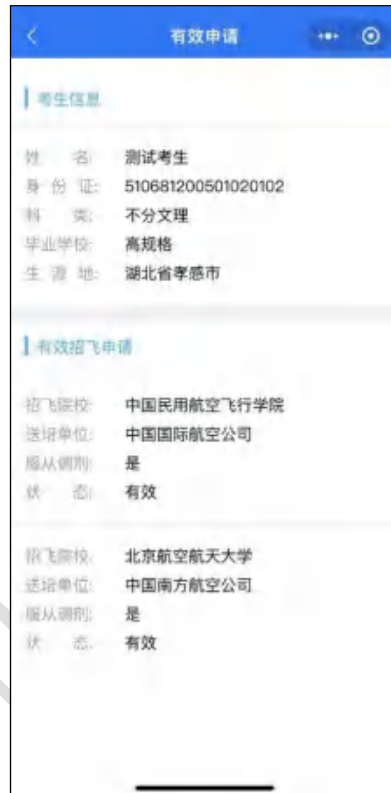 有效申请
考生信息
姓 名: 测试考生
身 份 证: 510681200501020102
科 类: 不分文理
毕业学校: 高规格
生 源 地: 湖北省孝感市
有效招飞申请
招飞院校: 中国民用航空飞行学院
送培单位: 中国国际航空公司
服从调剂: 是
状 态: 有效
招飞院校: 北京航空航天大学
送培单位: 中国南方航空公司
服从调剂: 是
状 态: 有效